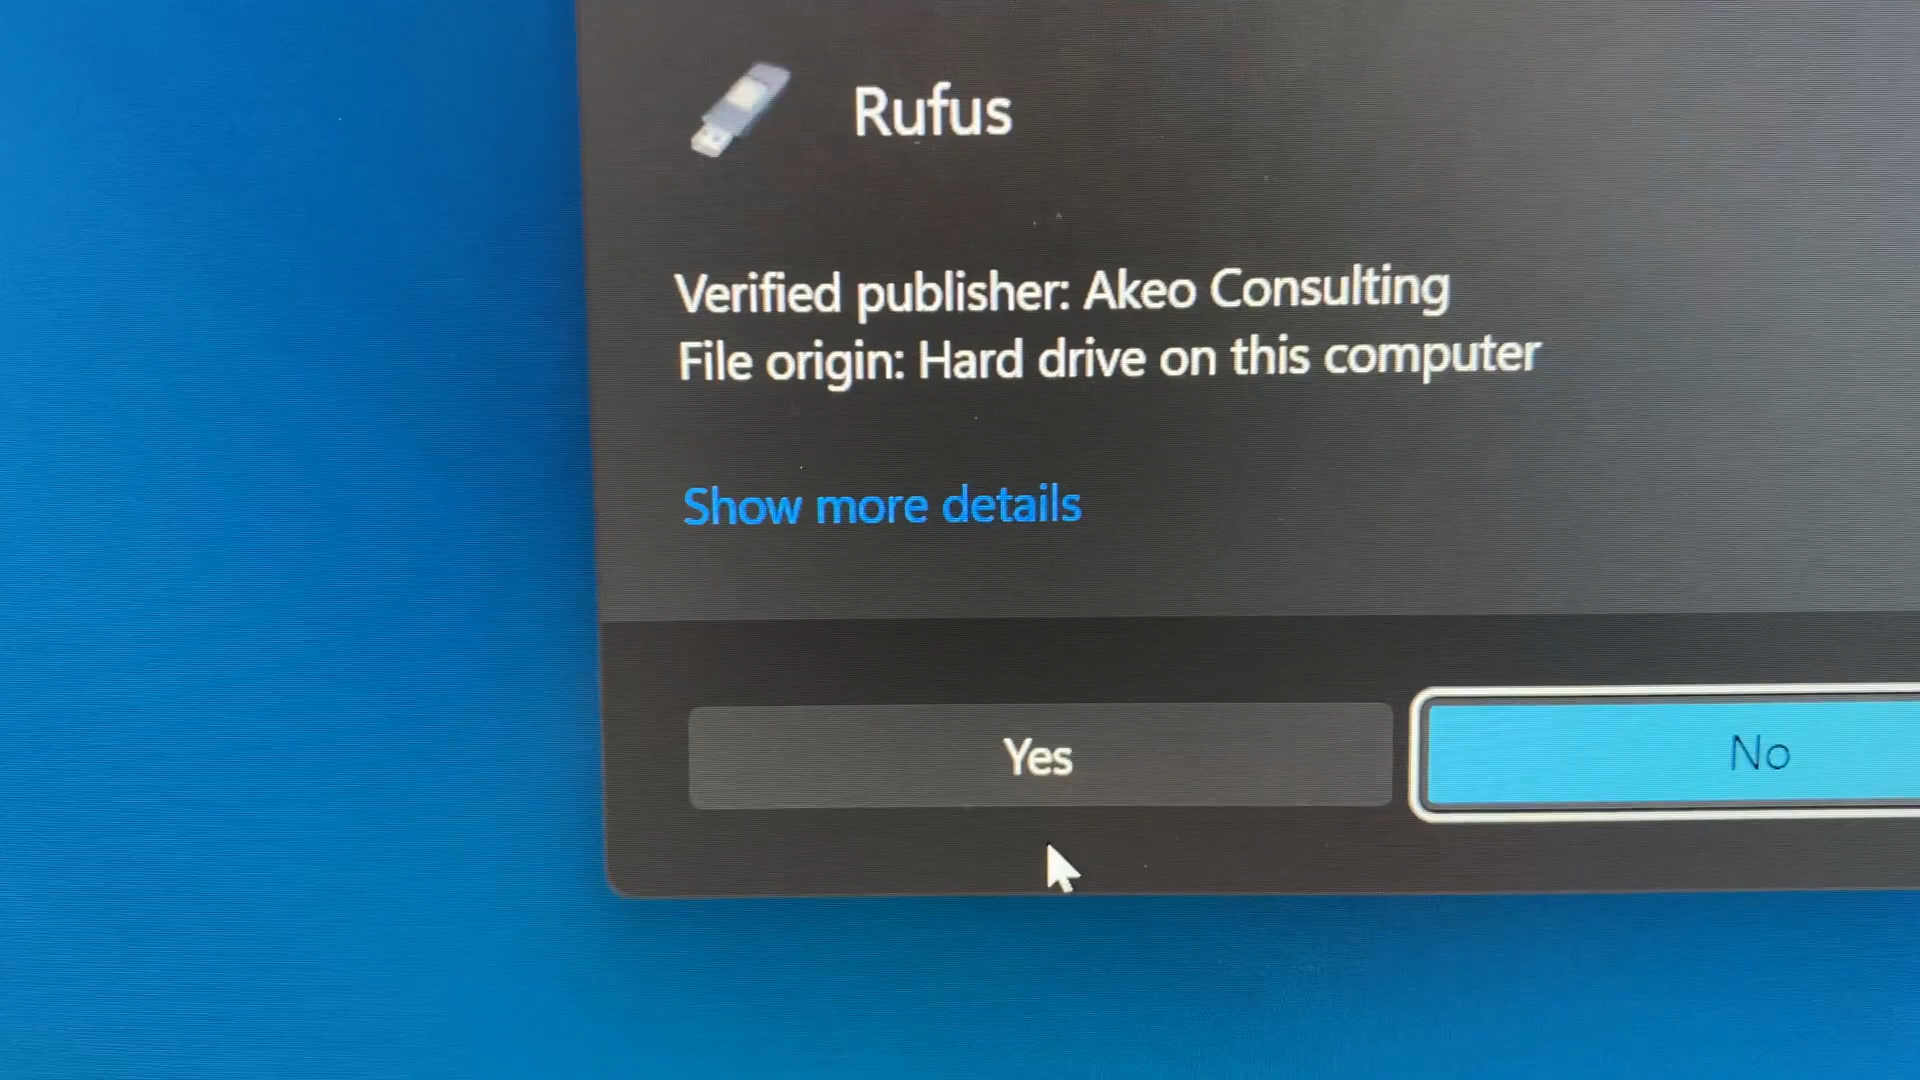 Rufus
Verified publisher: Akeo Consulting
File origin: Hard drive on this computer
Show more details
Yes
No